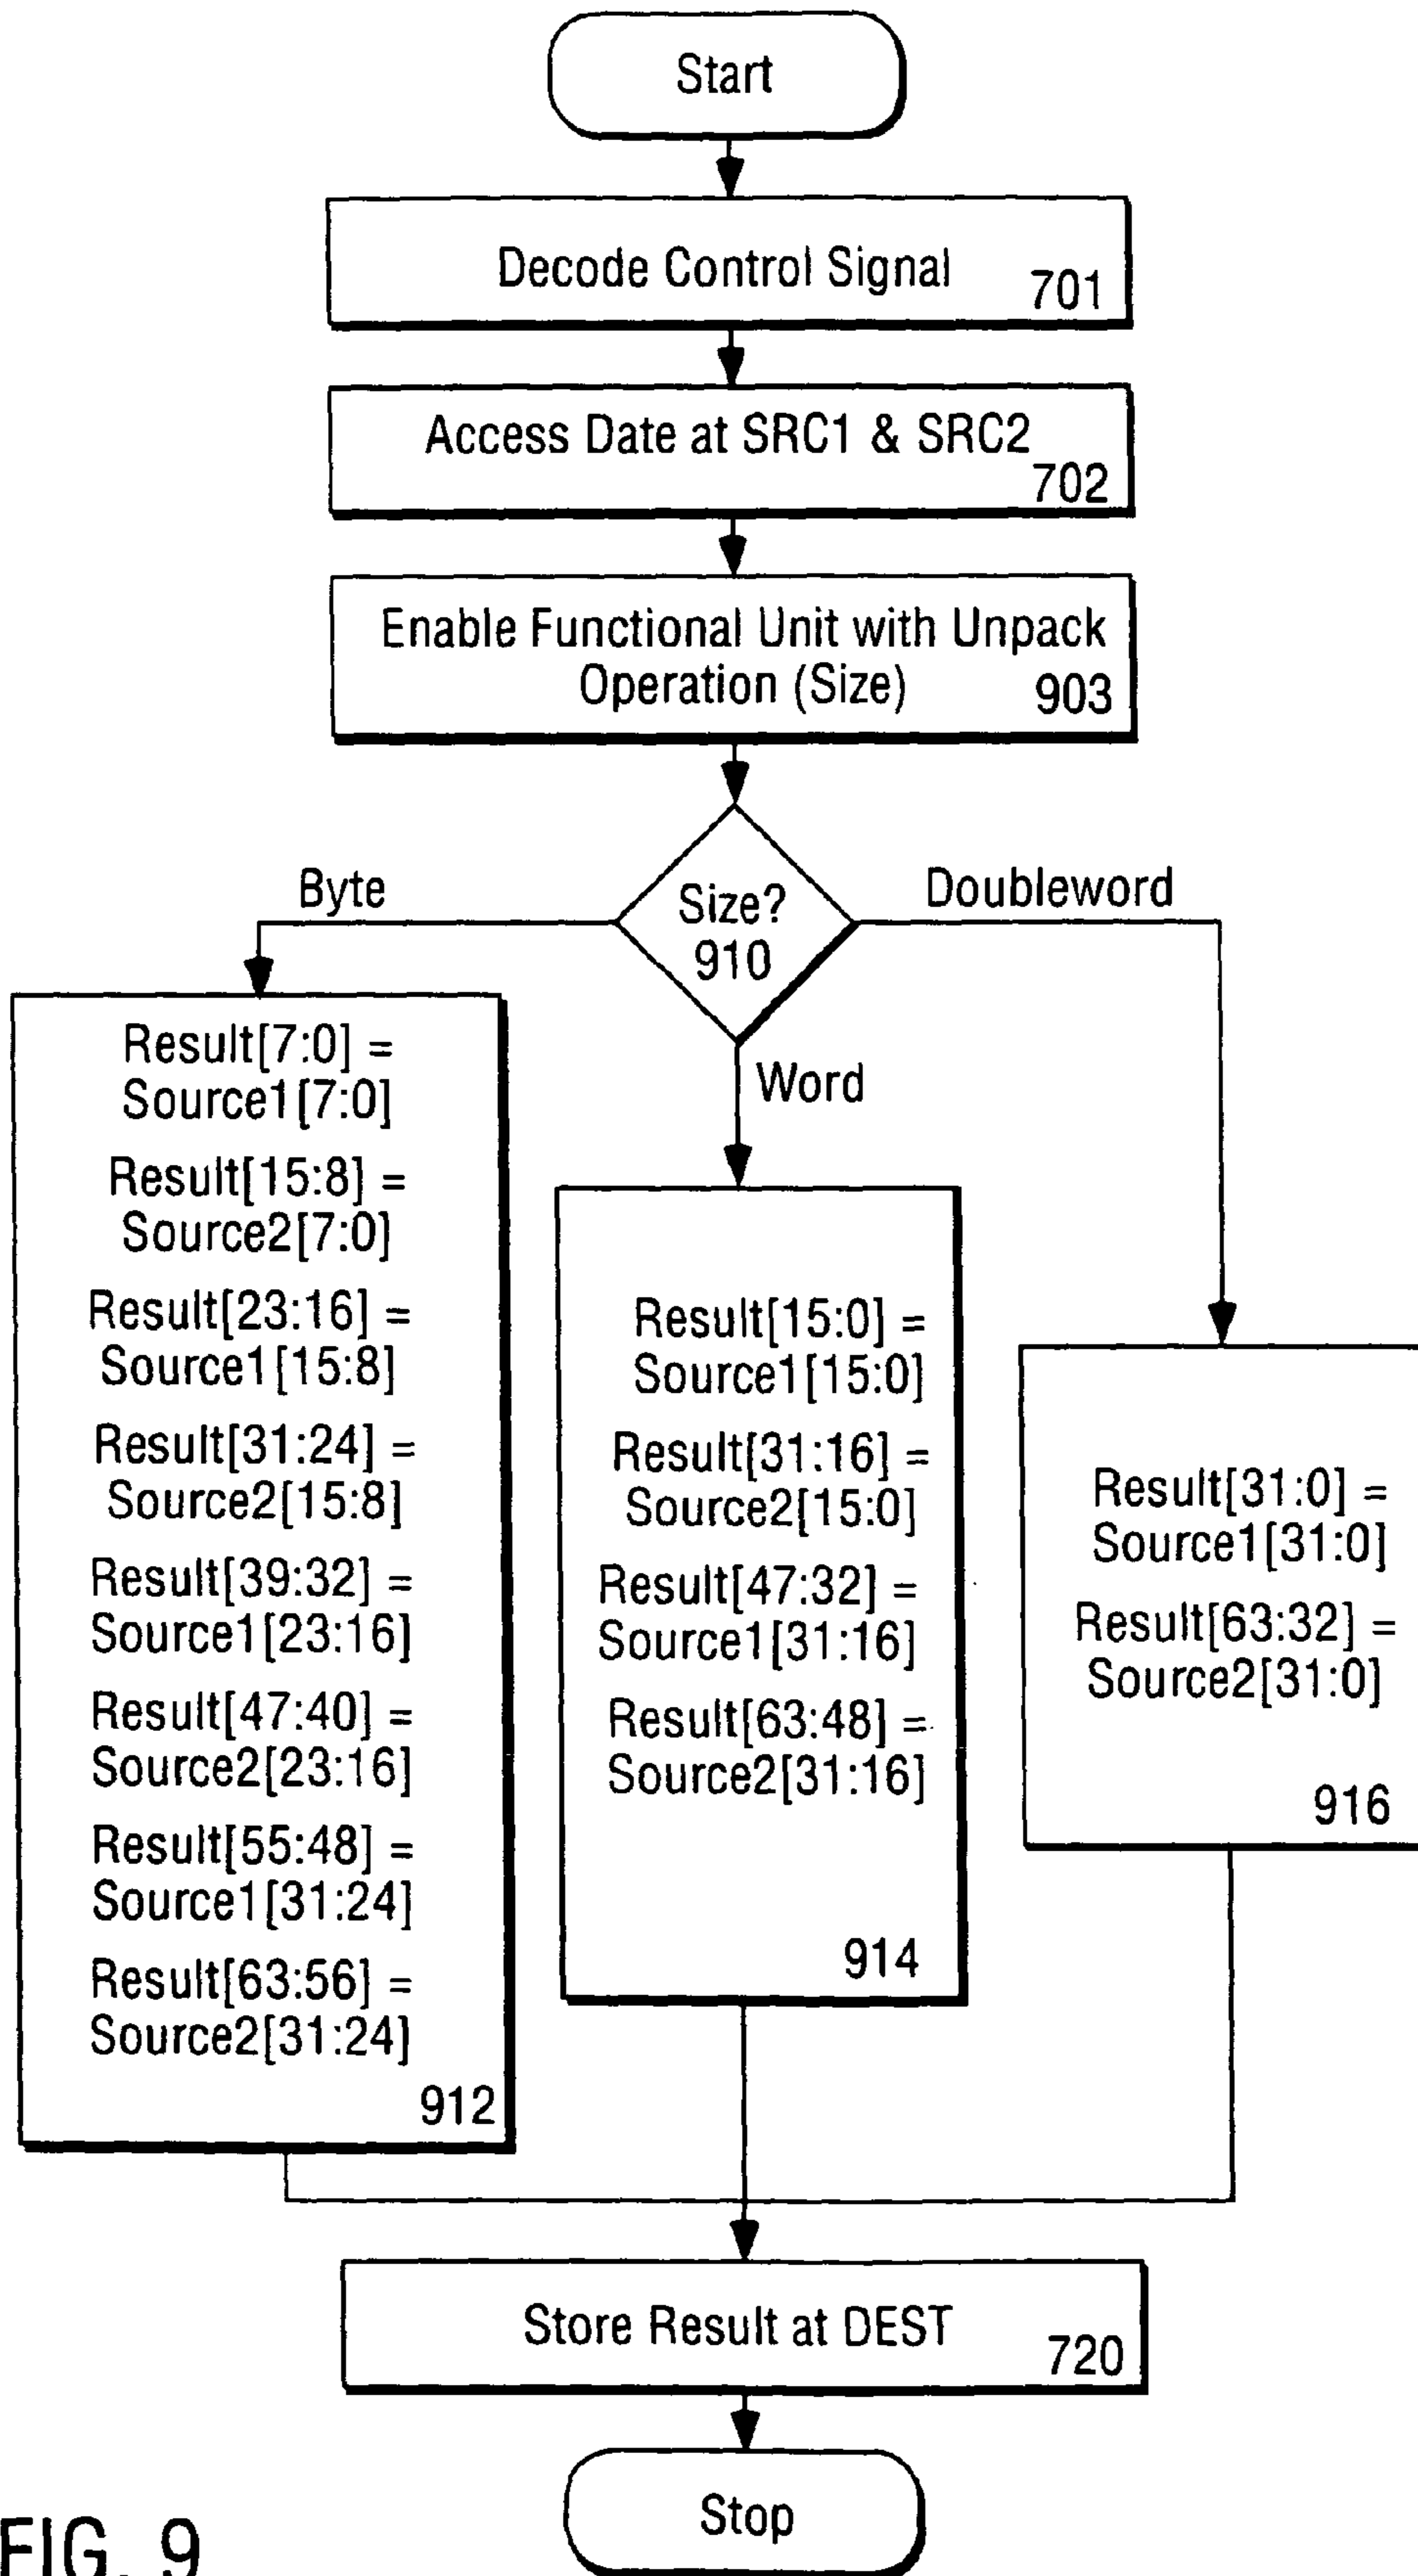 Start
Decode Control Signal
701
Access Date at SRC1 & SRC2
702
Enable Functional Unit with Unpack
Operation (Size)
903
Size?
910
Byte
Word
Doubleword
Result[7:0] =
Source1[7:0]
Result[15:8] =
Source2[7:0]
Result[23:16] =
Source1[15:8]
Result[31:24] =
Source2[15:8]
Result[39:32] =
Source1[23:16]
Result[47:40] =
Source2[23:16]
Result[55:48] =
Source1[31:24]
Result[63:56] =
Source2[31:24]
912
Result[15:0] =
Source1[15:0]
Result[31:16] =
Source2[15:0]
Result[47:32] =
Source1[31:16]
Result[63:48] =
Source2[31:16]
914
Result[31:0] =
Source1[31:0]
Result[63:32] =
Source2[31:0]
916
Store Result at DEST
720
Stop
FIG. 9